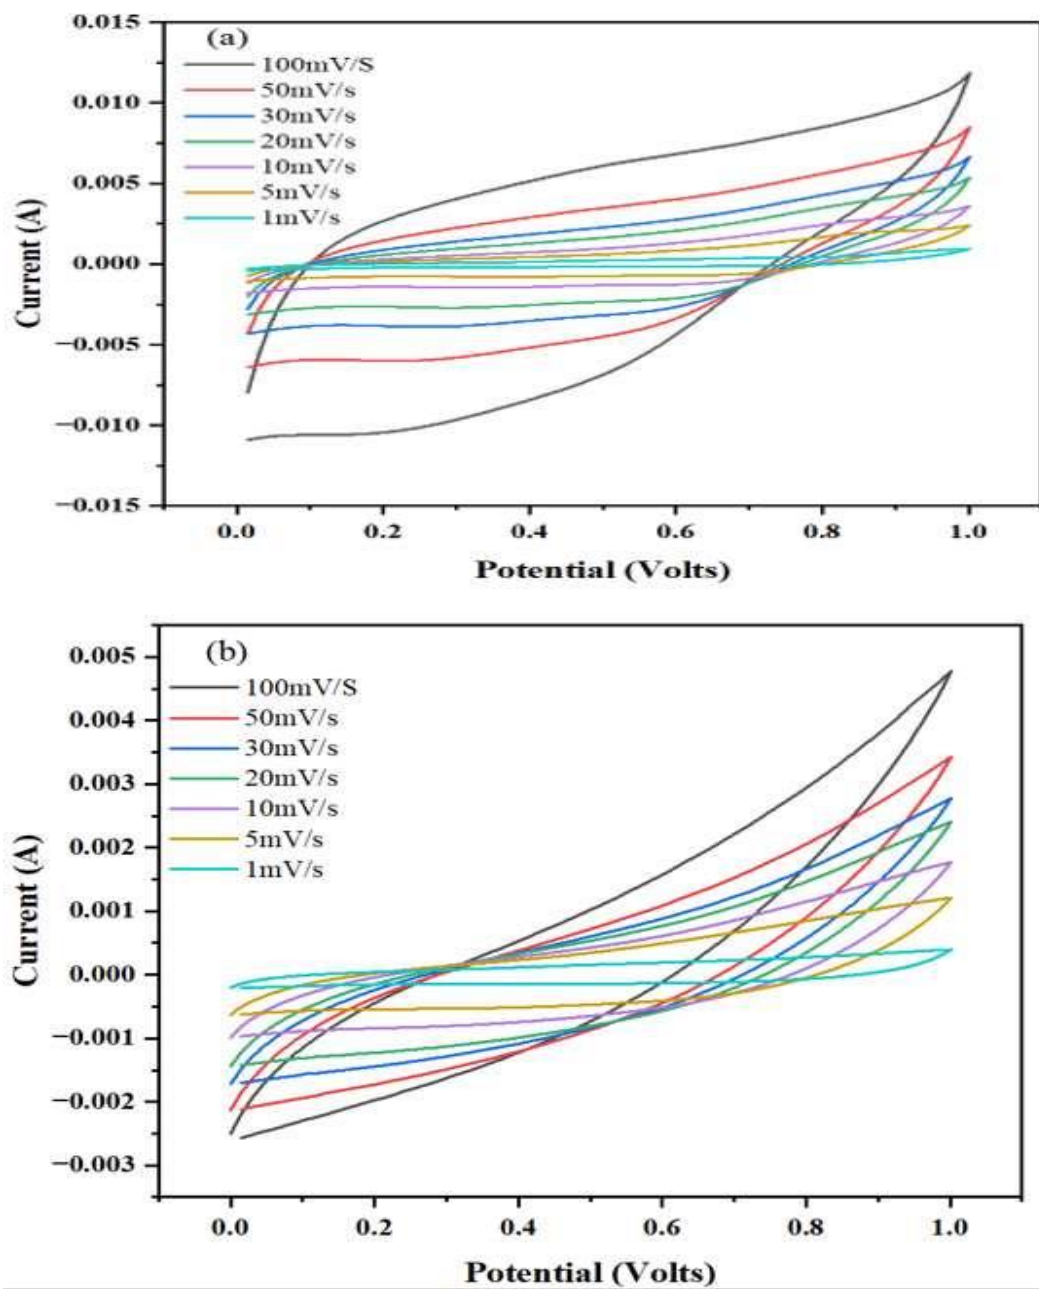 (a)
100mV/S
50mV/s
30mV/s
20mV/s
10mV/s
5mV/s
1mV/s
0.015
0.010
0.005
0.000
−0.005
−0.010
−0.015
Current (A)
0.0 0.2 0.4 0.6 0.8 1.0
Potential (Volts)
(b)
100mV/S
50mV/s
30mV/s
20mV/s
10mV/s
5mV/s
1mV/s
0.005
0.004
0.003
0.002
0.001
0.000
−0.001
−0.002
−0.003
Current (A)
0.0 0.2 0.4 0.6 0.8 1.0
Potential (Volts)